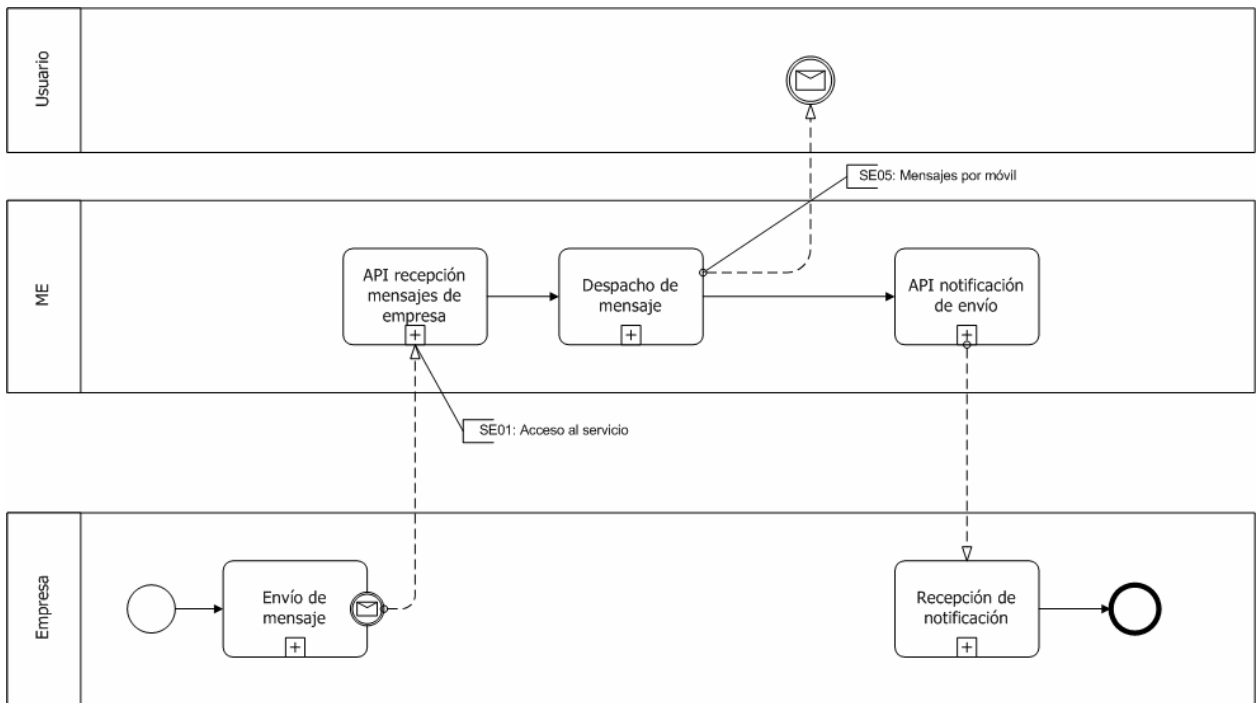 Usuario
SE05: Mensajes por móvil
ME
API recepción
mensajes de
empresa
Despacho de
mensaje
API notificación
de envío
SE01: Acceso al servicio
Empresa
Envío de
mensaje
Recepción de
notificación